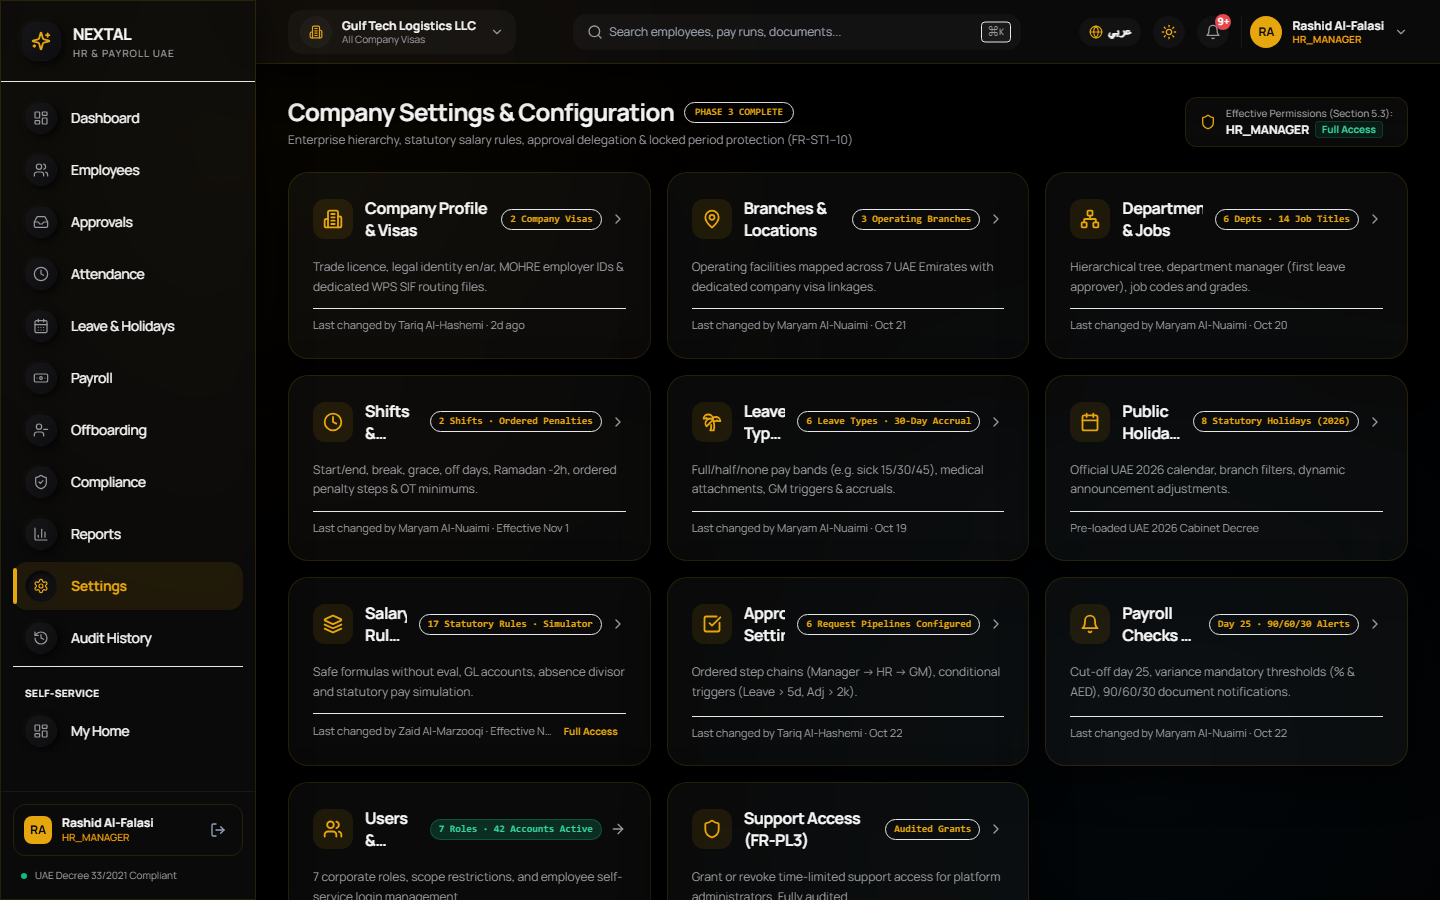 NEXTAL
HR & PAYROLL UAE
Dashboard
Employees
Approvals
Attendance
Leave & Holidays
Payroll
Offboarding
Compliance
Reports
Settings
Audit History
SELF-SERVICE
My Home
RA
Rashid Al-Falasi
HR_MANAGER
UAE Decree 33/2021 Compliant
Gulf Tech Logistics LLC
All Company Visas
Search employees, pay runs, documents...
⌘K
عربي
9+
RA
Rashid Al-Falasi
HR_MANAGER
Company Settings & Configuration
PHASE 3 COMPLETE
Enterprise hierarchy, statutory salary rules, approval delegation & locked period protection (FR-ST1–10)
Effective Permissions (Section 5.3):
HR_MANAGER Full Access
Company Profile
& Visas
2 Company Visas
Trade licence, legal identity en/ar, MOHRE employer IDs &
dedicated WPS SIF routing files.
Last changed by Tariq Al-Hashemi · 2d ago
Branches &
Locations
3 Operating Branches
Operating facilities mapped across 7 UAE Emirates with
dedicated company visa linkages.
Last changed by Maryam Al-Nuaimi · Oct 21
Departmen
& Jobs
6 Depts · 14 Job Titles
Hierarchical tree, department manager (first leave
approver), job codes and grades.
Last changed by Maryam Al-Nuaimi · Oct 20
Shifts
&...
2 Shifts · Ordered Penalties
Start/end, break, grace, off days, Ramadan -2h, ordered
penalty steps & OT minimums.
Last changed by Maryam Al-Nuaimi · Effective Nov 1
Leave
Typ...
6 Leave Types · 30-Day Accrual
Full/half/none pay bands (e.g. sick 15/30/45), medical
attachments, GM triggers & accruals.
Last changed by Maryam Al-Nuaimi · Oct 19
Public
Holida...
8 Statutory Holidays (2026)
Official UAE 2026 calendar, branch filters, dynamic
announcement adjustments.
Pre-loaded UAE 2026 Cabinet Decree
Salary
Rul...
17 Statutory Rules · Simulator
Safe formulas without eval, GL accounts, absence divisor
and statutory pay simulation.
Last changed by Zaid Al-Marzooqi · Effective N...
Full Access
Appro
Settin
6 Request Pipelines Configured
Ordered step chains (Manager → HR → GM), conditional
triggers (Leave > 5d, Adj > 2k).
Last changed by Tariq Al-Hashemi · Oct 22
Payroll
Checks ...
Day 25 · 90/60/30 Alerts
Cut-off day 25, variance mandatory thresholds (% &
AED), 90/60/30 document notifications.
Last changed by Maryam Al-Nuaimi · Oct 22
Users
&...
7 Roles · 42 Accounts Active
7 corporate roles, scope restrictions, and employee self-
service login management.
Support Access
(FR-PL3)
Audited Grants
Grant or revoke time-limited support access for platform
administrators. Fully audited.